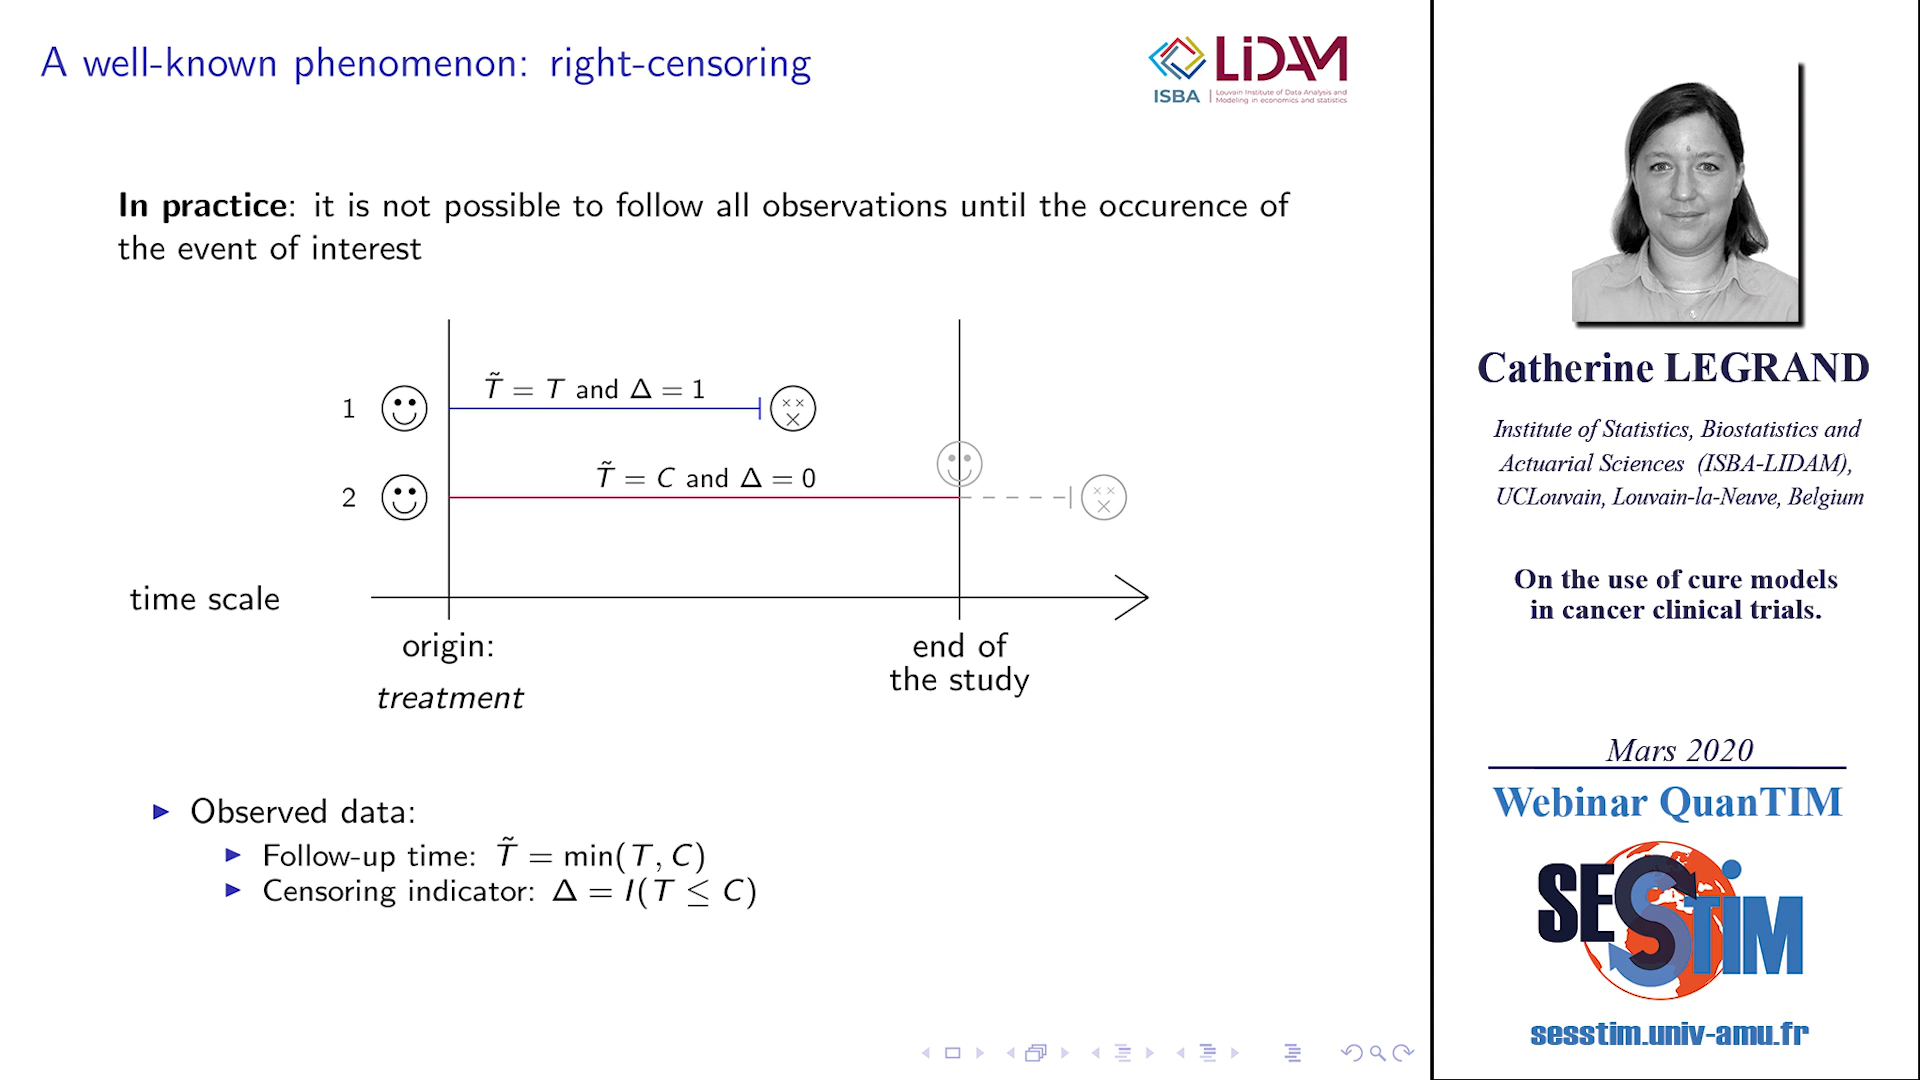 A well-known phenomenon: right-censoring
LiDAM
ISBA
Louvain Institute of Data Analysis and
Modeling in economics and statistics
In practice: it is not possible to follow all observations until the occurence of
the event of interest
1
T̃ = T and Δ = 1
2
T̃ = C and Δ = 0
time scale
origin:
treatment
end of
the study
Observed data:
Follow-up time: T̃ = min(T, C)
Censoring indicator: Δ = I(T ≤ C)
Catherine LEGRAND
Institute of Statistics, Biostatistics and
Actuarial Sciences (ISBA-LIDAM),
UCLouvain, Louvain-la-Neuve, Belgium
On the use of cure models
in cancer clinical trials.
Mars 2020
Webinar QuanTIM
SESSTIM
sesstim.univ-amu.fr